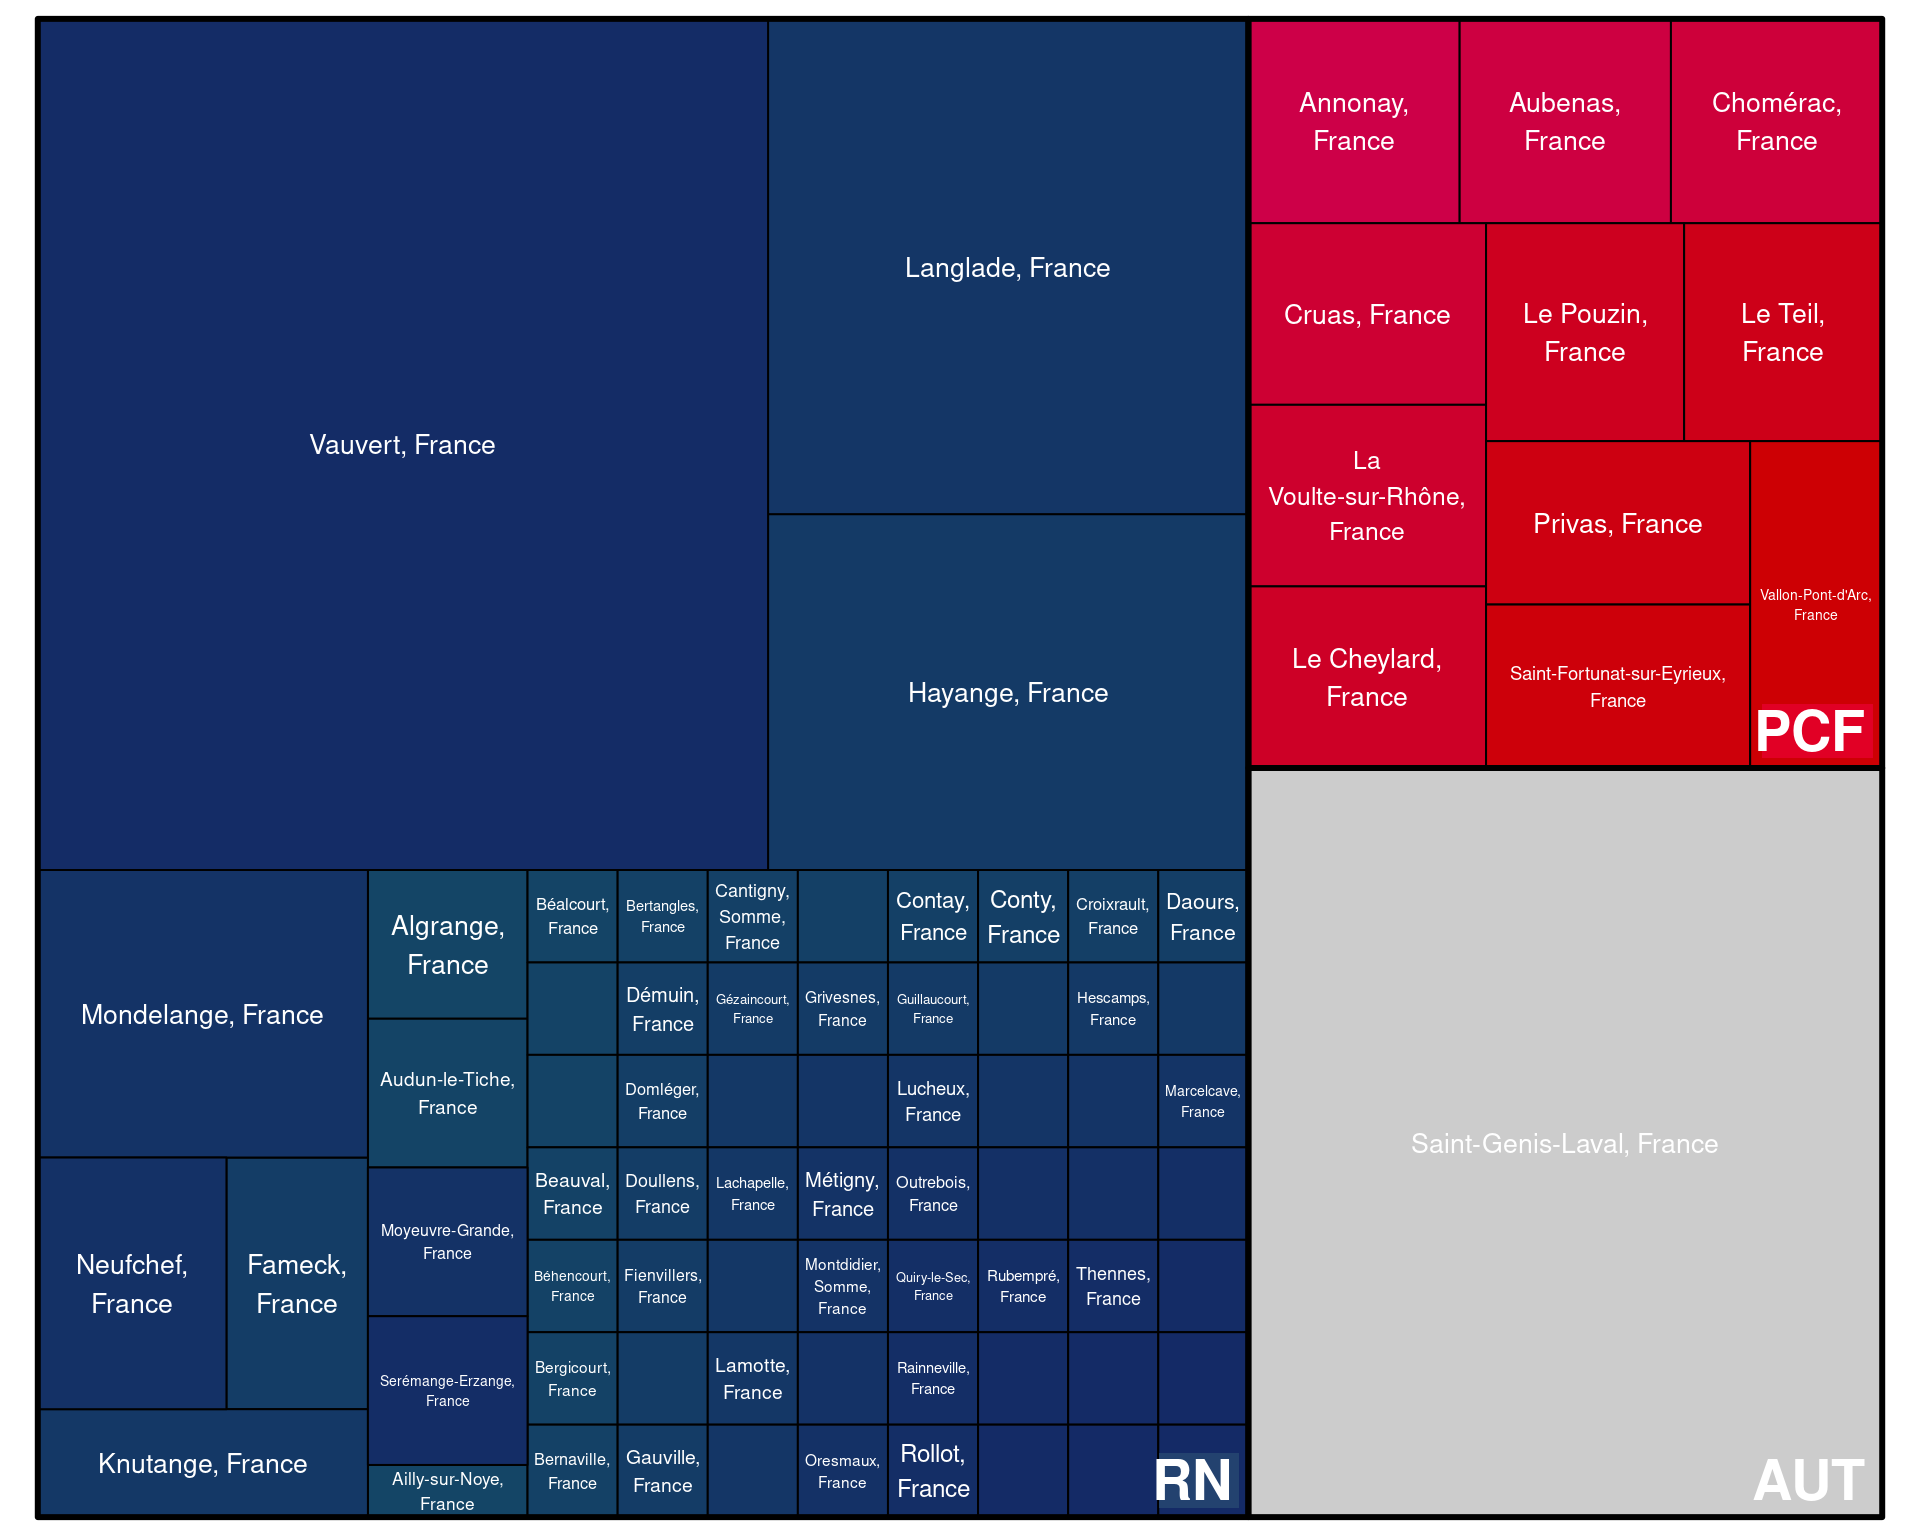 Vauvert, France
Langlade, France
Hayange, France
Mondelange, France
Neufchef,
France
Fameck,
France
Knutange, France
Algrange,
France
Audun-le-Tiche,
France
Moyeuvre-Grande,
France
Serémange-Erzange,
France
Ailly-sur-Noye,
France
Béalcourt,
France
Beauval,
France
Béhencourt,
France
Bergicourt,
France
Bernaville,
France
Bertangles,
France
Démuin,
France
Domléger,
France
Doullens,
France
Fienvillers,
France
Gauville,
France
Cantigny,
Somme,
France
Gézaincourt,
France
Lachapelle,
France
Lamotte,
France
Grivesnes,
France
Métigny,
France
Montdidier,
Somme,
France
Oresmaux,
France
Contay,
France
Guillaucourt,
France
Lucheux,
France
Outrebois,
France
Quiry-le-Sec,
France
Rainneville,
France
Rollot,
France
Conty,
France
Rubempré,
France
Croixrault,
France
Hescamps,
France
Thennes,
France
Daours,
France
Marcelcave,
France
RN
Annonay,
France
Aubenas,
France
Chomérac,
France
Cruas, France
La
Voulte-sur-Rhône,
France
Le Cheylard,
France
Le Pouzin,
France
Le Teil,
France
Privas, France
Saint-Fortunat-sur-Eyrieux,
France
Vallon-Pont-d'Arc,
France
PCF
Saint-Genis-Laval, France
AUT